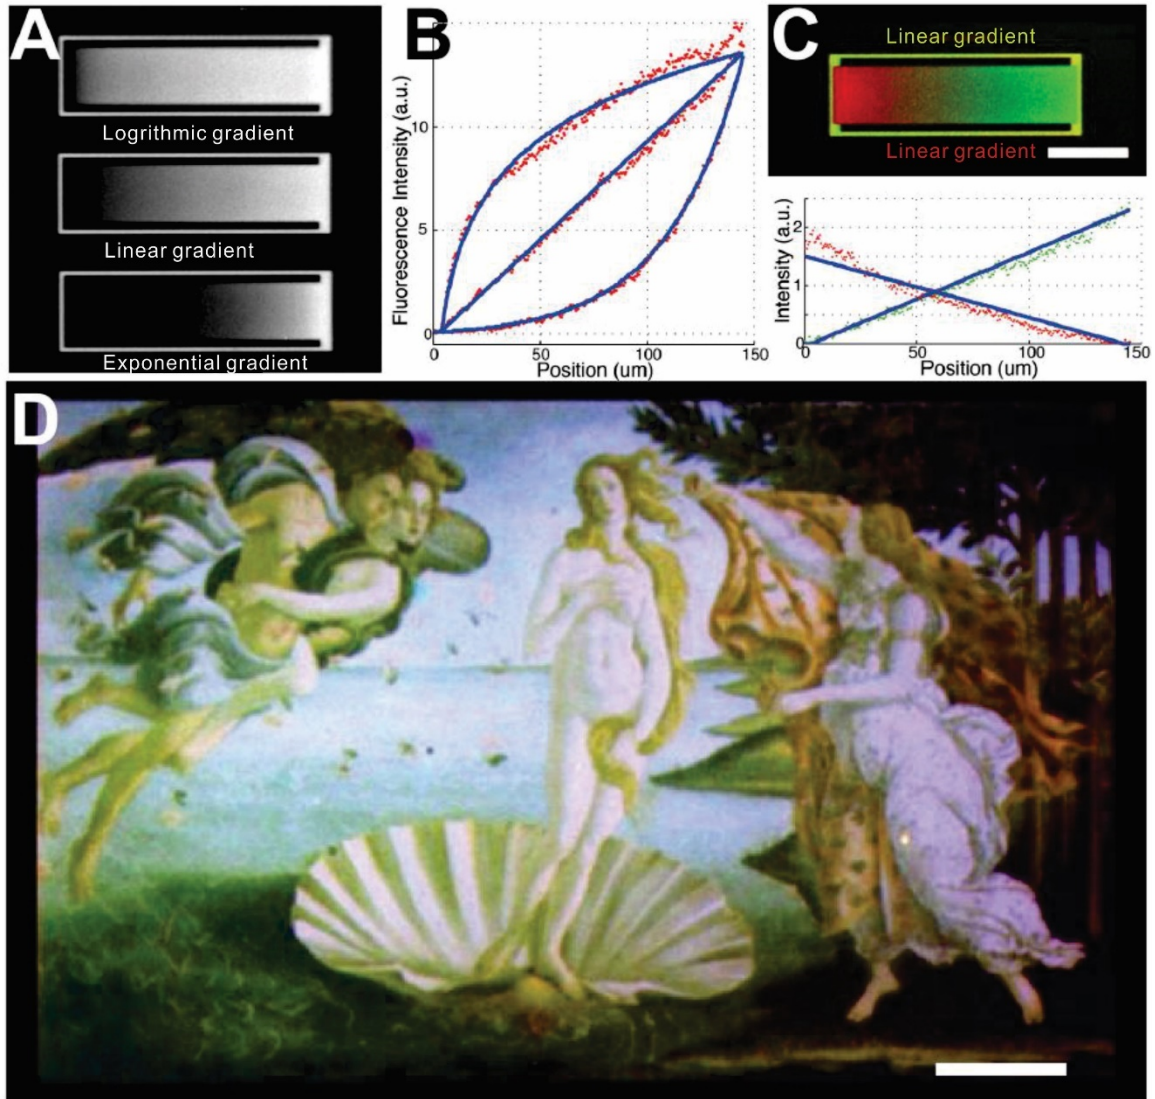 A
Logrithmic gradient
Linear gradient
Exponential gradient
B
Fluorescence Intensity (a.u.)
10
5
0
0 50 100 150
Position (um)
C
Linear gradient
Linear gradient
Intensity (a.u.)
2
1
0
0 50 100 150
Position (um)
D